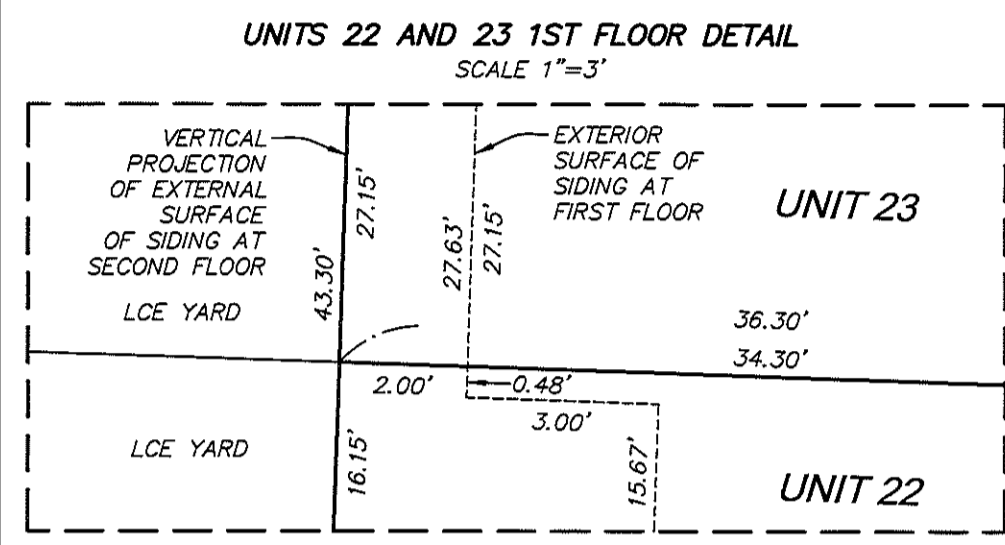 UNITS 22 AND 23 1ST FLOOR DETAIL
SCALE 1"=3'
VERTICAL
PROJECTION
OF EXTERNAL
SURFACE
OF SIDING AT
SECOND FLOOR
LCE YARD
43.30'
27.15'
27.63'
27.15'
EXTERIOR
SURFACE OF
SIDING AT
FIRST FLOOR
UNIT 23
36.30'
34.30'
2.00'
0.48'
3.00'
LCE YARD
16.15'
15.67'
UNIT 22